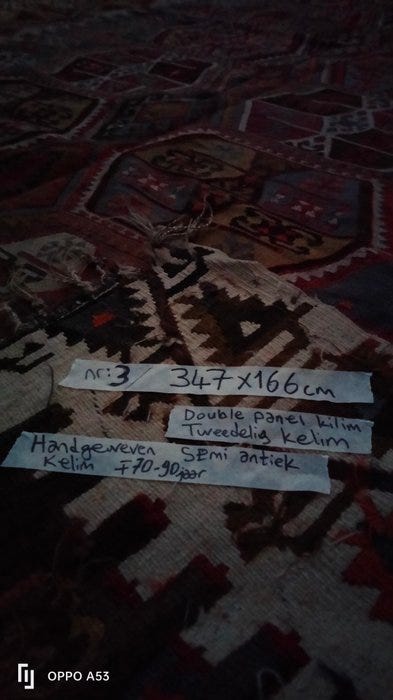 nr:3/ 347x166cm
Double panel kilim
Tweedelig kelim
Handgeweven SEmi antiek
Kelim ∓70-90jaar
OPPO A53